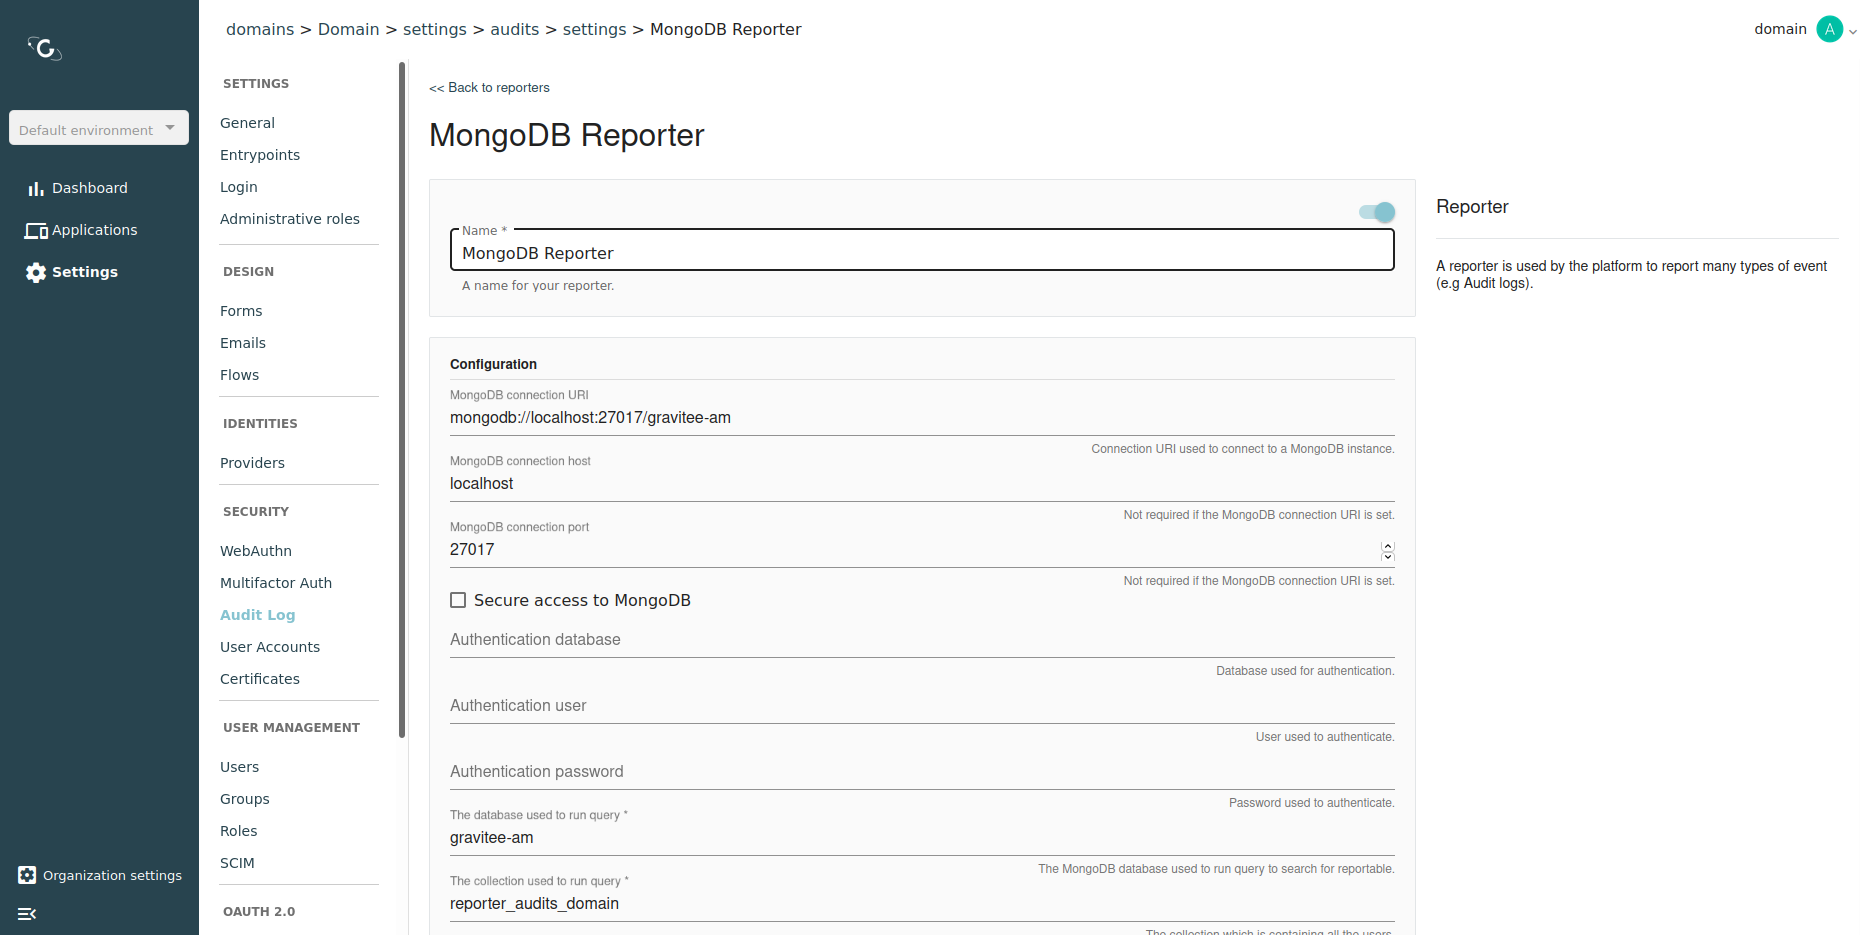 domains > Domain > settings > audits > settings > MongoDB Reporter
domain A
Default environment
Dashboard
Applications
Settings
Organization settings
SETTINGS
General
Entrypoints
Login
Administrative roles
DESIGN
Forms
Emails
Flows
IDENTITIES
Providers
SECURITY
WebAuthn
Multifactor Auth
Audit Log
User Accounts
Certificates
USER MANAGEMENT
Users
Groups
Roles
SCIM
OAUTH 2.0
<< Back to reporters
MongoDB Reporter
Name *
MongoDB Reporter
A name for your reporter.
Configuration
MongoDB connection URI
mongodb://localhost:27017/gravitee-am
Connection URI used to connect to a MongoDB instance.
MongoDB connection host
localhost
Not required if the MongoDB connection URI is set.
MongoDB connection port
27017
Not required if the MongoDB connection URI is set.
Secure access to MongoDB
Authentication database
Database used for authentication.
Authentication user
User used to authenticate.
Authentication password
Password used to authenticate.
The database used to run query *
gravitee-am
The MongoDB database used to run query to search for reportable.
The collection used to run query *
reporter_audits_domain
The collection which is containing all the users.
Reporter
A reporter is used by the platform to report many types of event
(e.g Audit logs).